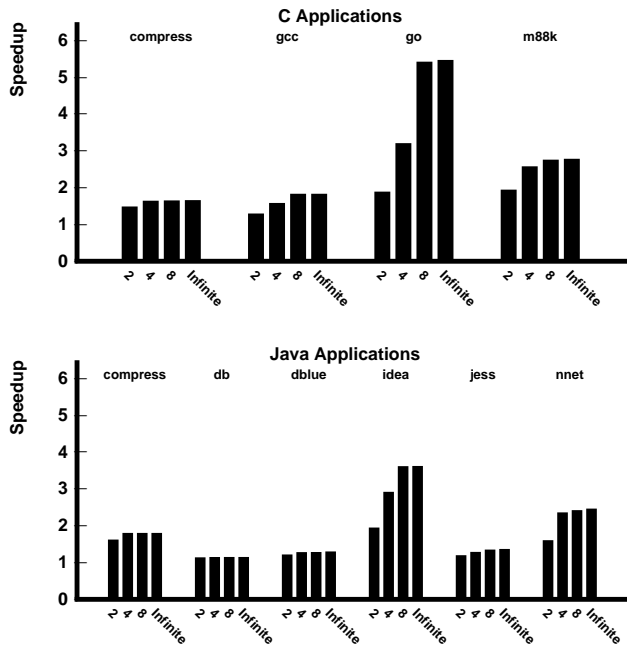 C Applications
Speedup
6
5
4
3
2
1
0
compress gcc go m88k
2 4 8 Infinite 2 4 8 Infinite 2 4 8 Infinite 2 4 8 Infinite
Java Applications
Speedup
6
5
4
3
2
1
0
compress db dblue idea jess nnet
2 4 8 Infinite 2 4 8 Infinite 2 4 8 Infinite 2 4 8 Infinite 2 4 8 Infinite 2 4 8 Infinite